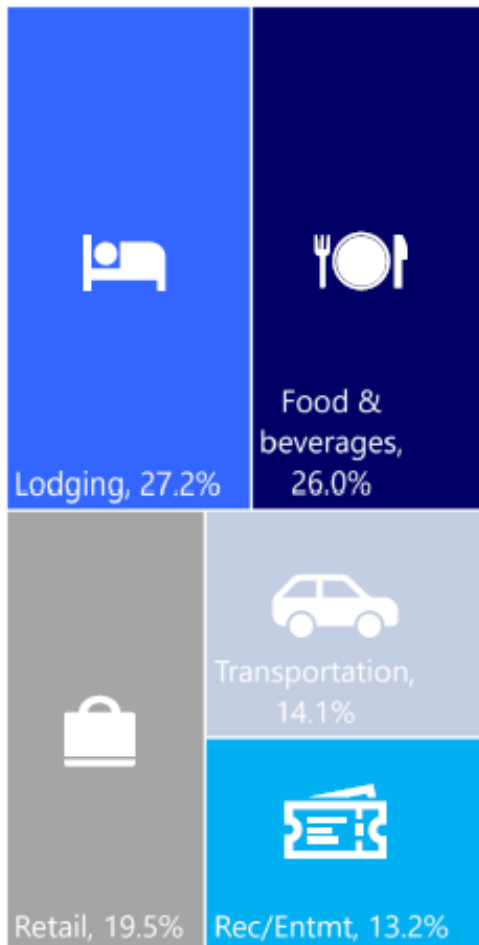 Lodging, 27.2%
Food &
beverages,
26.0%
Retail, 19.5%
Transportation,
14.1%
Rec/Entmt, 13.2%